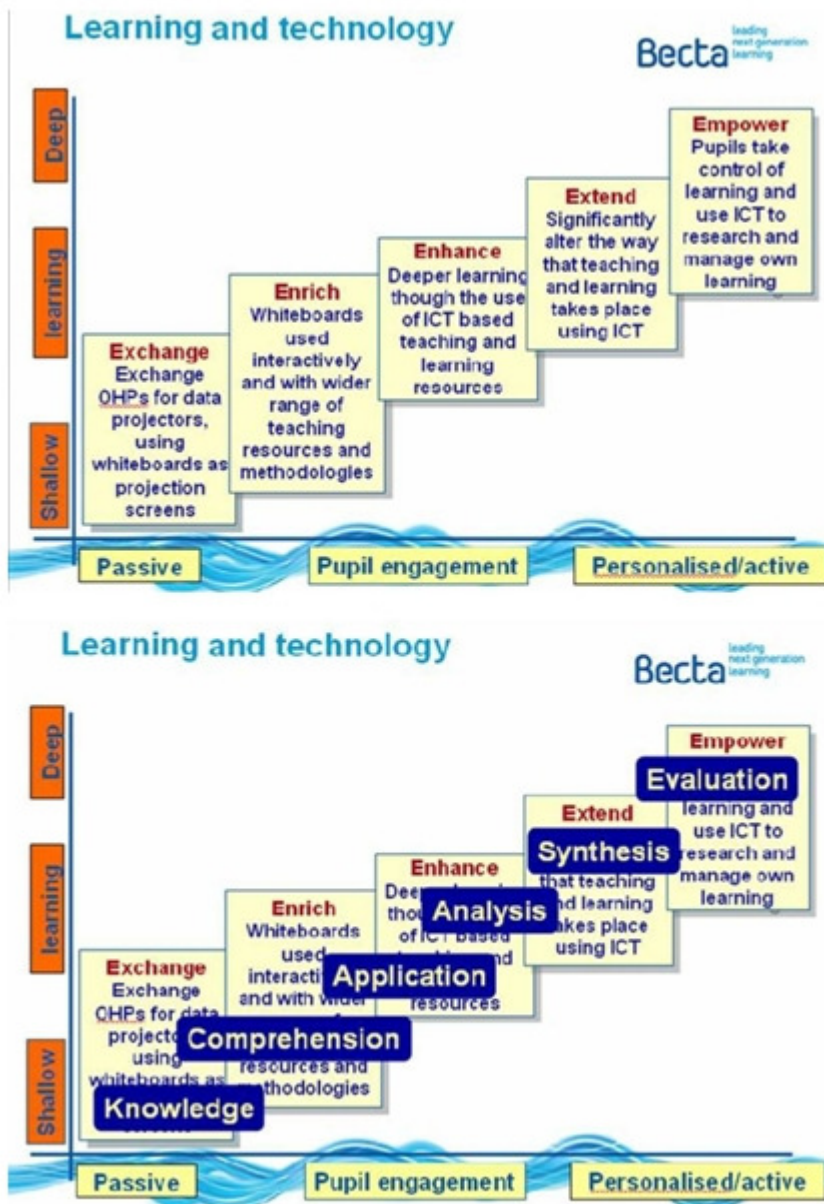 Learning and technology
Becta
leading
next generation
learning
Deep
learning
Shallow
Exchange
Exchange
OHPs for data
projectors,
using
whiteboards as
projection
screens
Enrich
Whiteboards
used
interactively
and with wider
range of
teaching
resources and
methodologies
Enhance
Deeper learning
though the use
of ICT based
teaching and
learning
resources
Extend
Significantly
alter the way
that teaching
and learning
takes place
using ICT
Empower
Pupils take
control of
learning and
use ICT to
research and
manage own
learning
Passive
Pupil engagement
Personalised/active
Learning and technology
Becta
leading
next generation
learning
Deep
learning
Shallow
Exchange
Exchange
OHPs for data
using
whiteboards as
Knowledge
Comprehension
Enrich
Whiteboards
used
and with
resources and
methodologies
Application
Enhance
of ICT based
resources
Analysis
Extend
Synthesis
that teaching
and learning
takes place
using ICT
Empower
Evaluation
learning and
use ICT to
research and
manage own
learning
Passive
Pupil engagement
Personalised/active